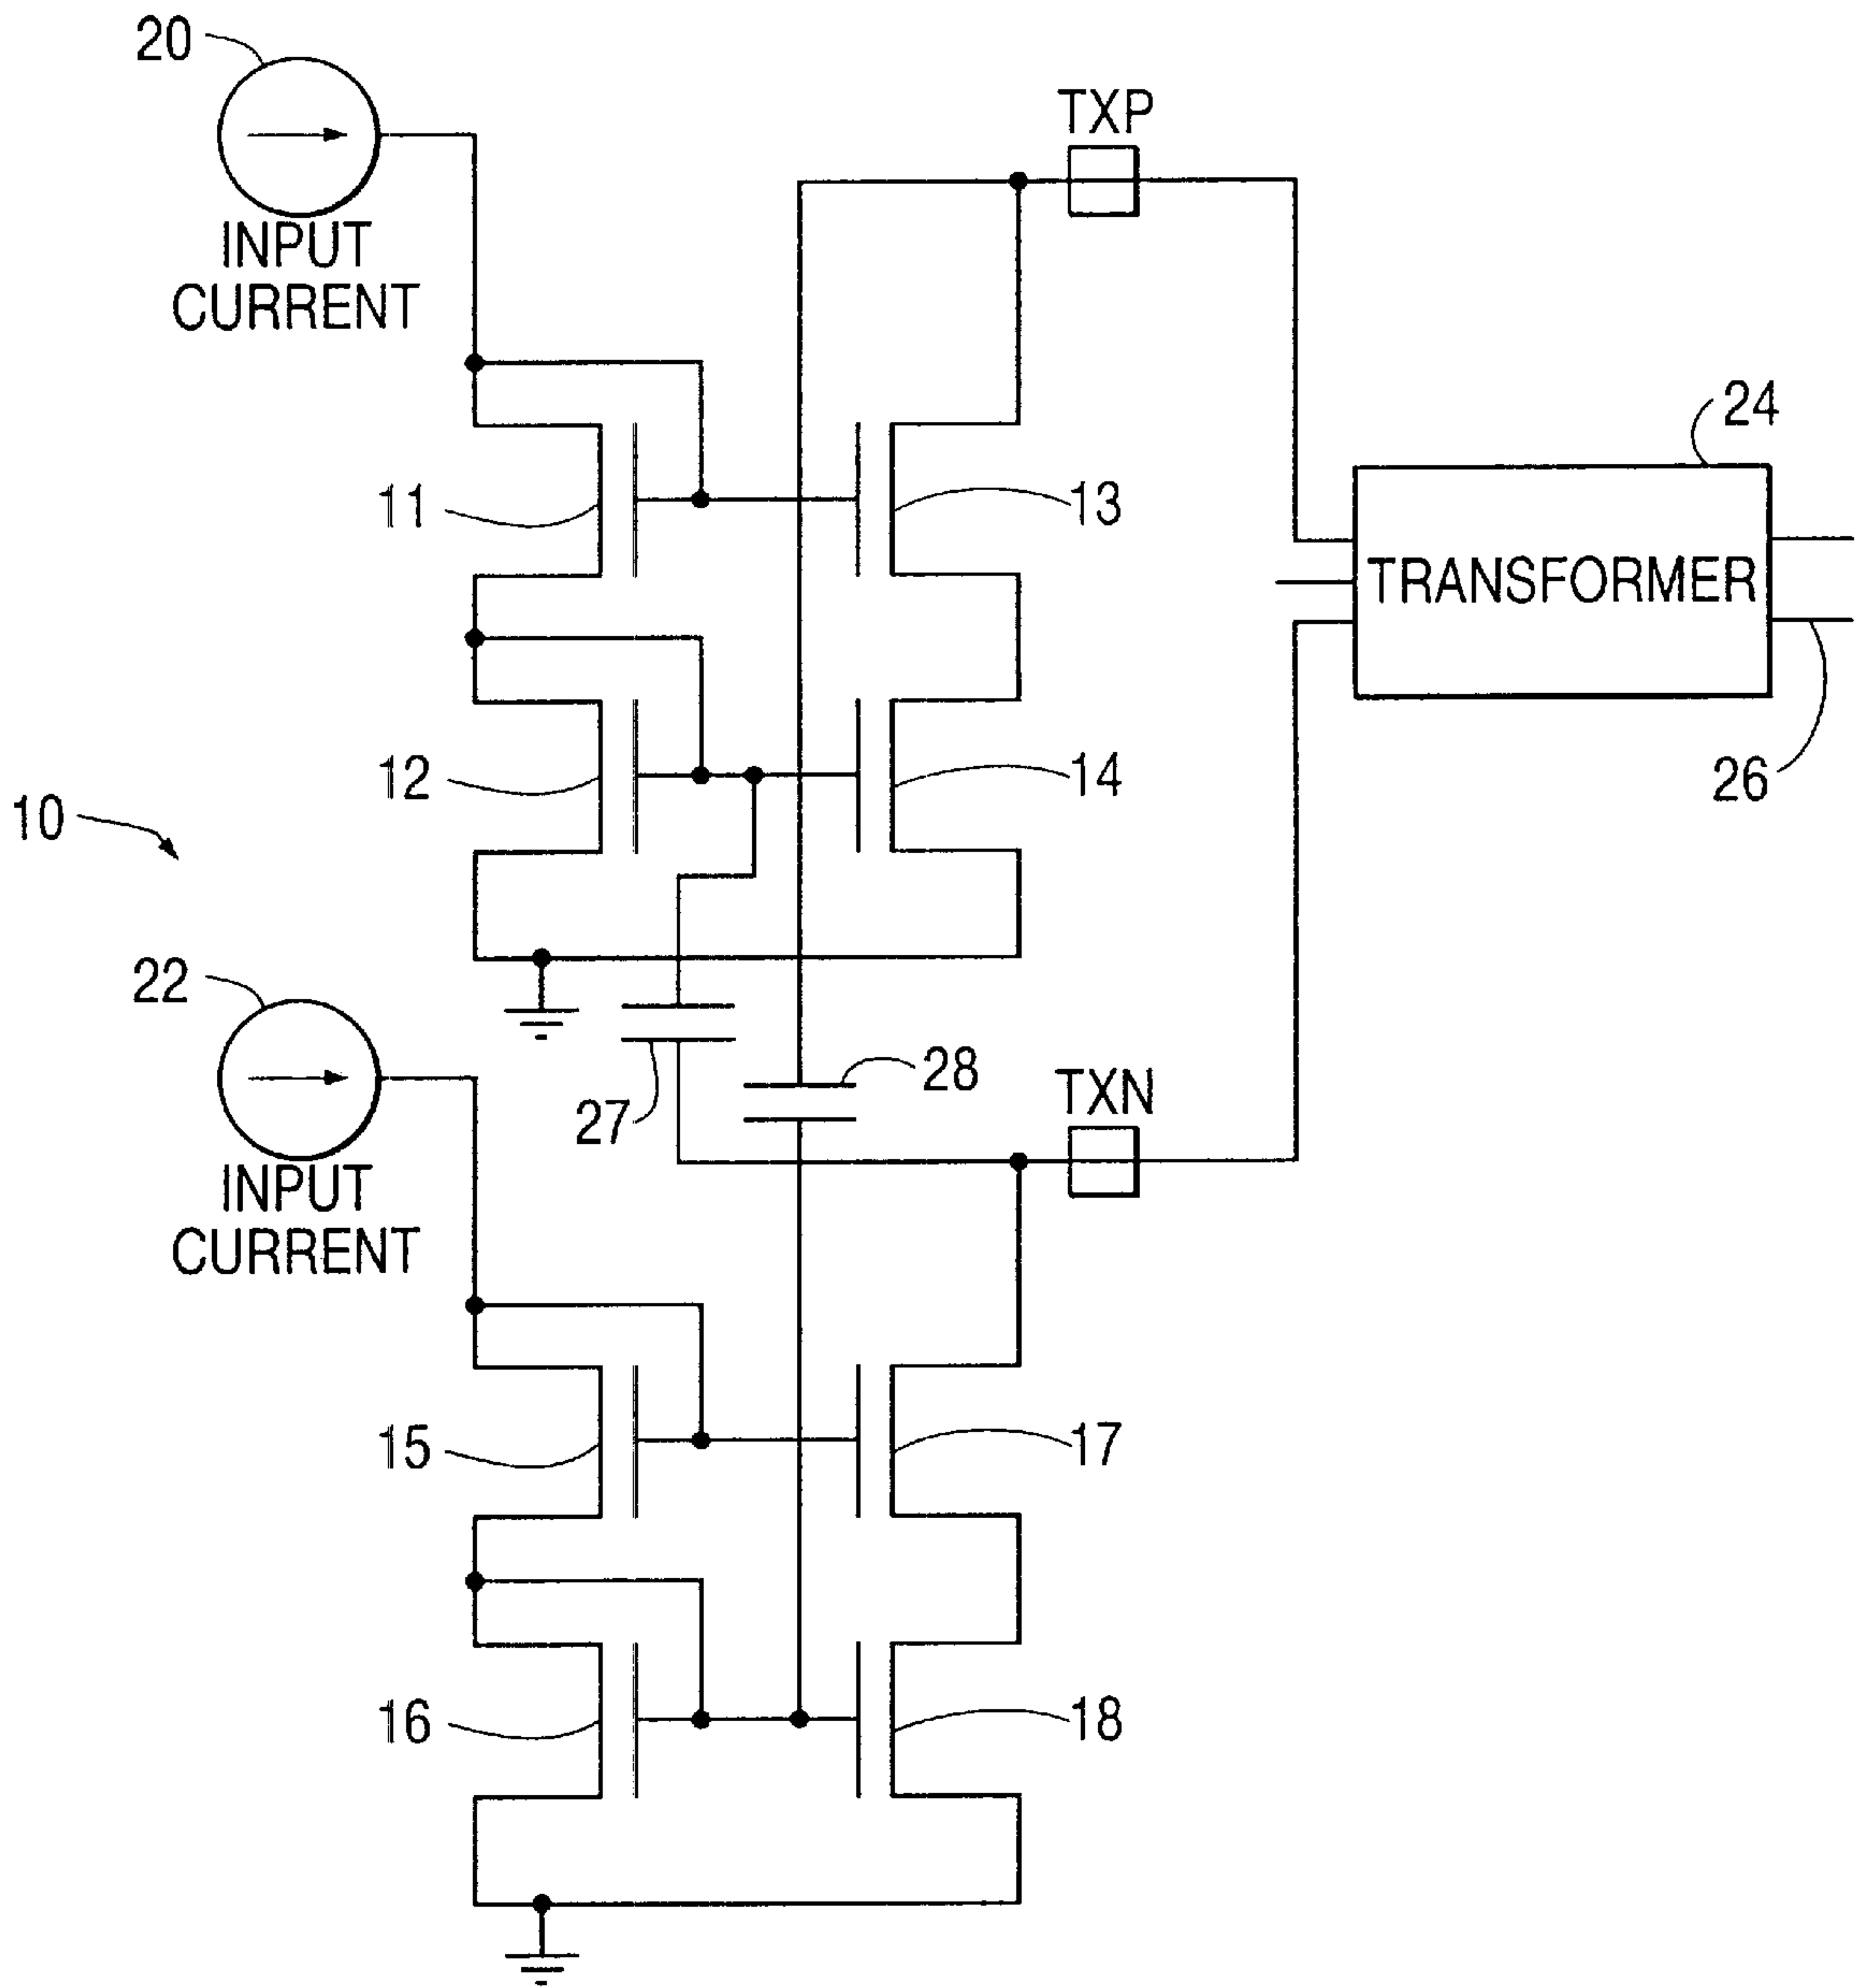 20
INPUT
CURRENT
TXP
24
11
13
TRANSFORMER
12
14
26
10
22
INPUT
CURRENT
27
28
TXN
15
17
16
18